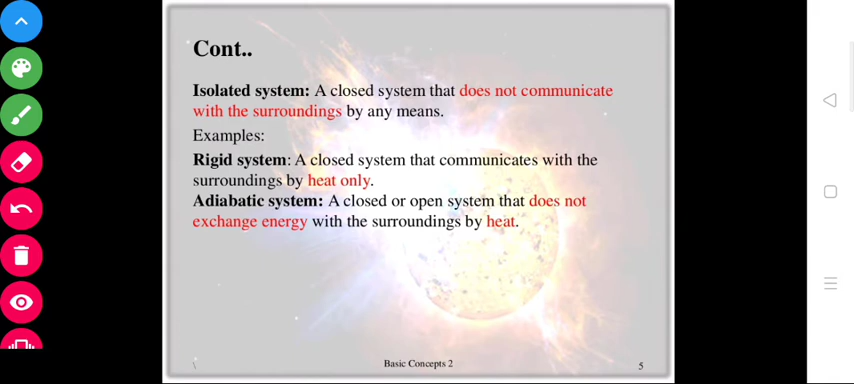 Cont..
Isolated system: A closed system that does not communicate
with the surroundings by any means.
Examples:
Rigid system: A closed system that communicates with the
surroundings by heat only.
Adiabatic system: A closed or open system that does not
exchange energy with the surroundings by heat.
\ Basic Concepts 2 5